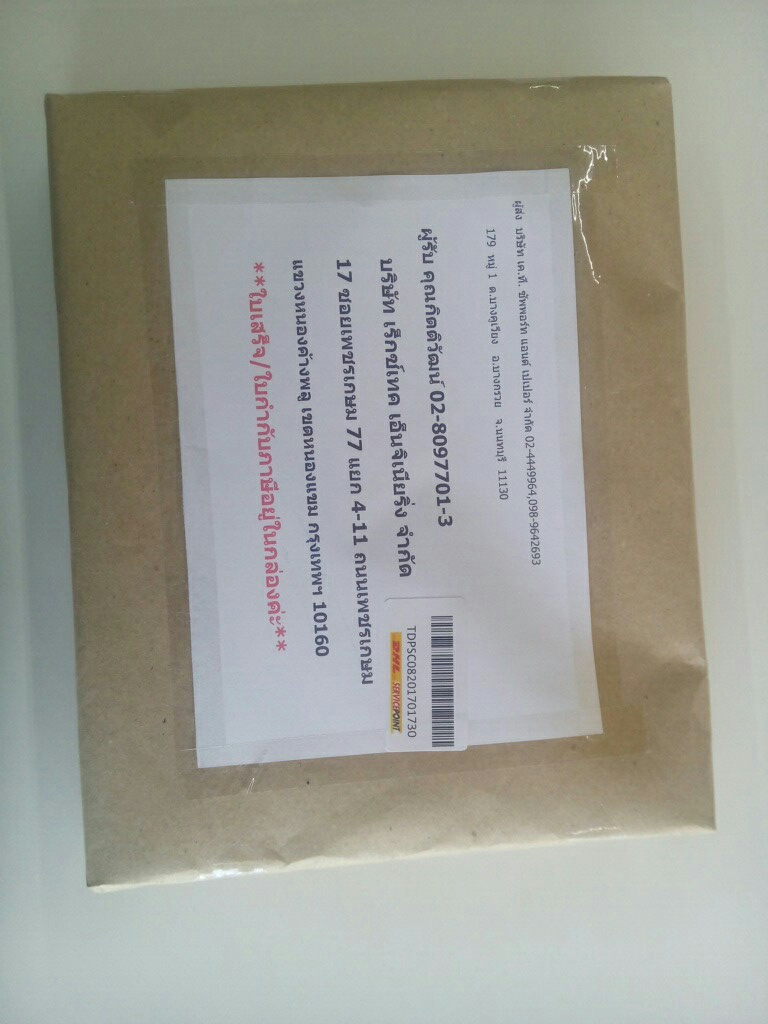 ผู้ส่ง บริษัท เค.ที. ซัพพอร์ท แอนด์ เปเปอร์ จำกัด 02-4449964,098-9642693
179 หมู่ 1 ต.บางคูเวียง อ.บางกรวย จ.นนทบุรี 11130
ผู้รับ คุณกิตติวัฒน์ 02-8097701-3
บริษัท เร็กซ์เทค เอ็นจิเนียริ่ง จำกัด
17 ซอยเพชรเกษม 77 แยก 4-11 ถนนเพชรเกษม
แขวงหนองค้างพลู เขตหนองแขม กรุงเทพฯ 10160
**ใบเสร็จ/ใบกำกับภาษีอยู่ในกล่องค่ะ**
TDPSC08201701730
DHL SERVICEPOINT